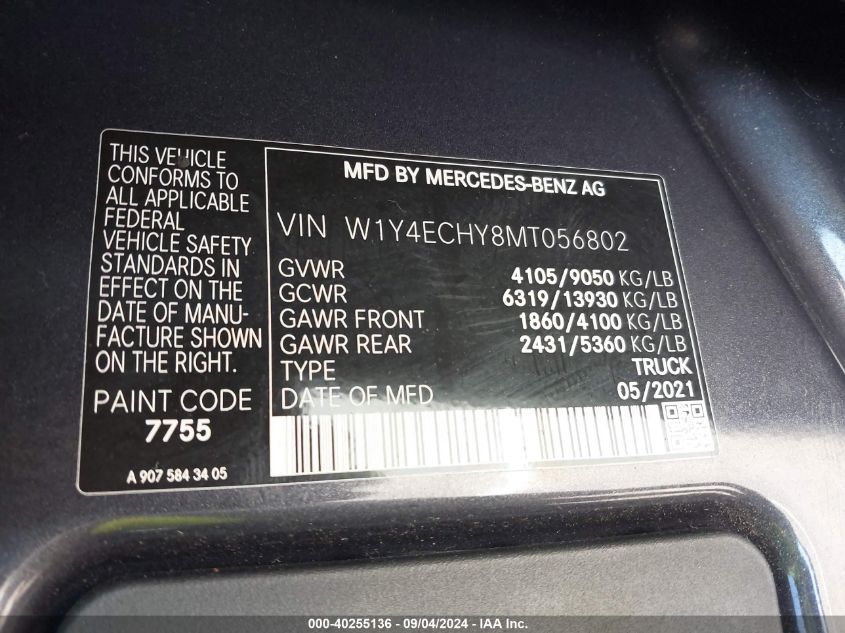 THIS VEHICLE
CONFORMS TO
ALL APPLICABLE
FEDERAL
VEHICLE SAFETY
STANDARDS IN
EFFECT ON THE
DATE OF MANU-
FACTURE SHOWN
ON THE RIGHT.
PAINT CODE
7755
A 907 584 34 05
MFD BY MERCEDES-BENZ AG
VIN W1Y4ECHY8MT056802
GVWR 4105/9050 KG/LB
GCWR 6319/13930 KG/LB
GAWR FRONT 1860/4100 KG/LB
GAWR REAR 2431/5360 KG/LB
TYPE TRUCK
DATE OF MFD 05/2021
000-40255136 - 09/04/2024 - IAA Inc.